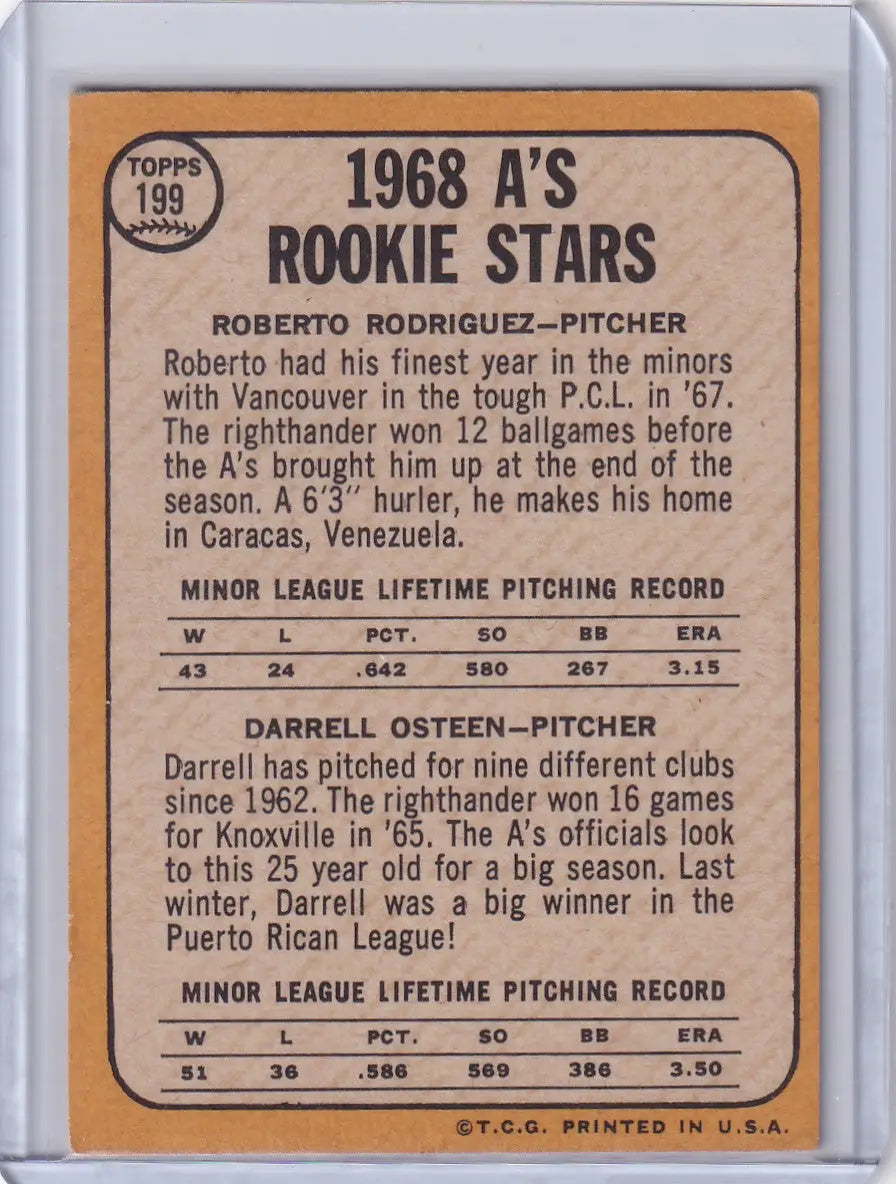 TOPPS
199
1968 A'S
ROOKIE STARS
ROBERTO RODRIGUEZ—PITCHER
Roberto had his finest year in the minors
with Vancouver in the tough P.C.L. in '67.
The righthander won 12 ballgames before
the A's brought him up at the end of the
season. A 6'3" hurler, he makes his home
in Caracas, Venezuela.
MINOR LEAGUE LIFETIME PITCHING RECORD
W L PCT. SO BB ERA
43 24 .642 580 267 3.15
DARRELL OSTEEN—PITCHER
Darrell has pitched for nine different clubs
since 1962. The righthander won 16 games
for Knoxville in '65. The A's officials look
to this 25 year old for a big season. Last
winter, Darrell was a big winner in the
Puerto Rican League!
MINOR LEAGUE LIFETIME PITCHING RECORD
W L PCT. SO BB ERA
51 36 .586 569 386 3.50
©T.C.G. PRINTED IN U.S.A.